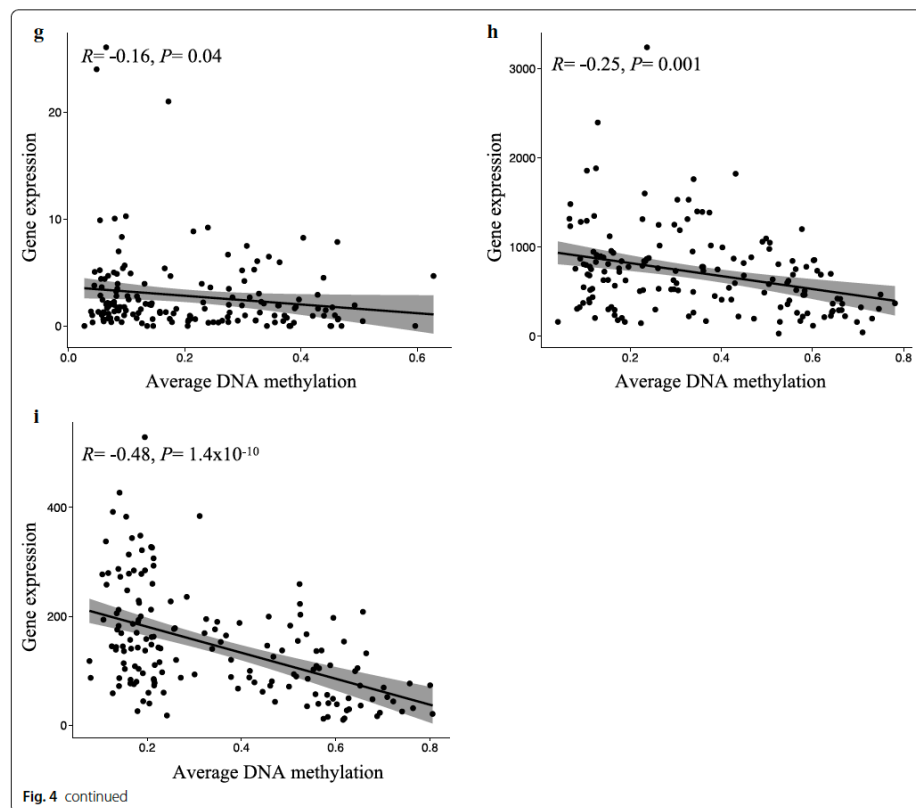 g
R= -0.16, P= 0.04
20
10
0
Gene expression
0.0 0.2 0.4 0.6
Average DNA methylation
h
R= -0.25, P= 0.001
3000
2000
1000
0
Gene expression
0.2 0.4 0.6 0.8
Average DNA methylation
i
R= -0.48, P= 1.4x10⁻¹⁰
400
200
0
Gene expression
0.2 0.4 0.6 0.8
Average DNA methylation
Fig. 4 continued